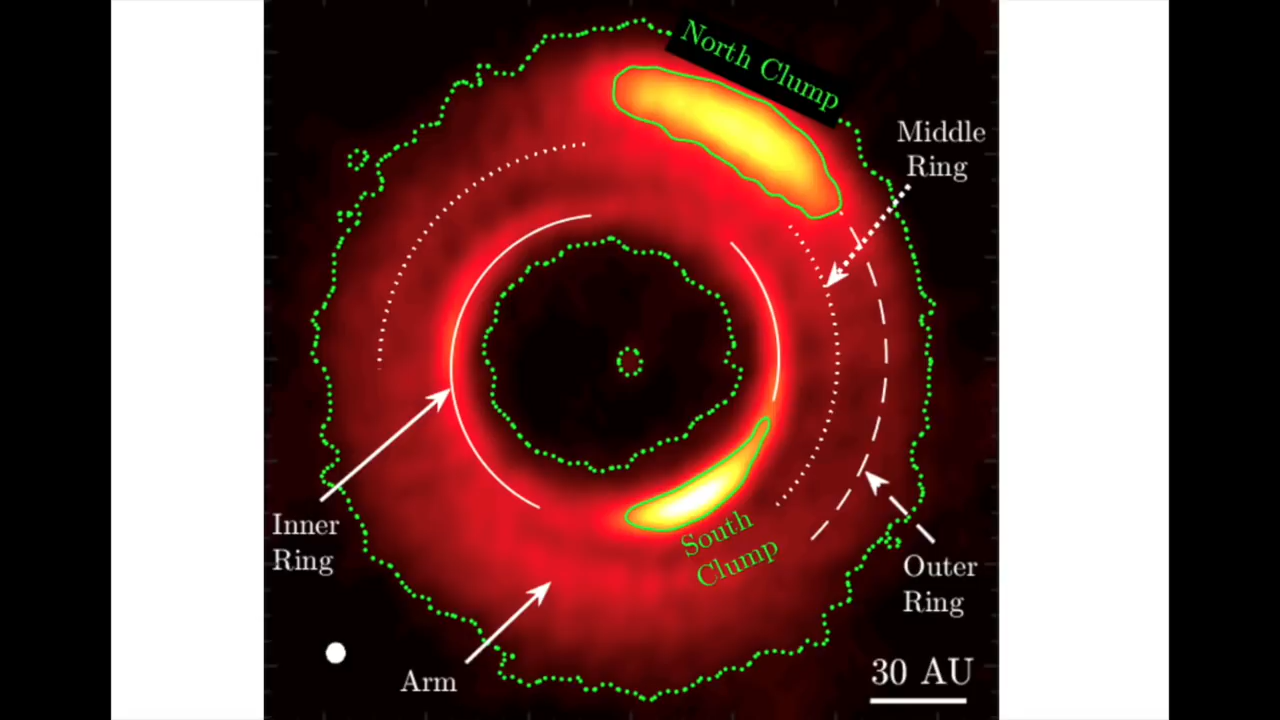 North Clump
Middle
Ring
Inner
Ring
South
Clump
Outer
Ring
Arm
30 AU